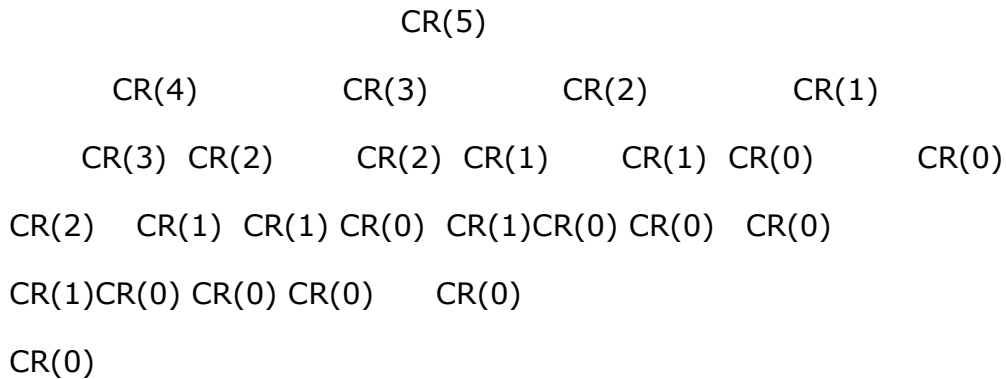 CR(5)
CR(4) CR(3) CR(2) CR(1)
CR(3) CR(2) CR(2) CR(1) CR(1) CR(0) CR(0)
CR(2) CR(1) CR(1) CR(0) CR(1)CR(0) CR(0) CR(0)
CR(1)CR(0) CR(0) CR(0) CR(0)
CR(0)